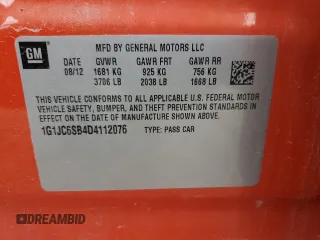 GM
MFD BY GENERAL MOTORS LLC
DATE GVWR GAWR FRT GAWR RR
08/12 1681 KG 925 KG 756 KG
3706 LB 2038 LB 1668 LB
THIS VEHICLE CONFORMS TO ALL APPLICABLE U.S. FEDERAL MOTOR
VEHICLE SAFETY, BUMPER, AND THEFT PREVENTION STANDARDS IN
EFFECT ON THE DATE OF MANUFACTURE SHOWN ABOVE.
1G1JC6SB4D4112076 TYPE: PASS CAR
DREAMBID